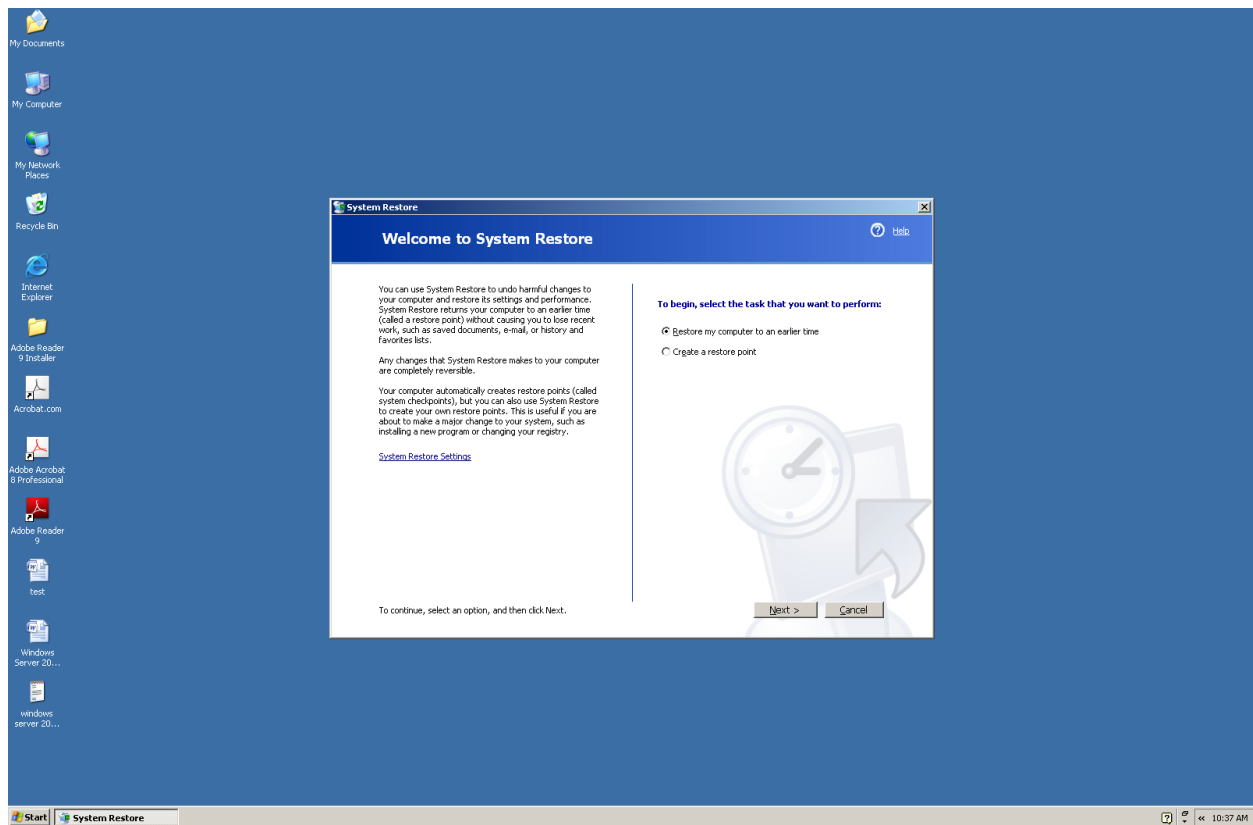 My Documents
My Computer
My Network
Places
Recycle Bin
Internet
Explorer
Adobe Reader
9 Installer
Acrobat.com
Adobe Acrobat
8 Professional
Adobe Reader
9
test
Windows
Server 20...
windows
server 20...
System Restore
Welcome to System Restore
Help
You can use System Restore to undo harmful changes to
your computer and restore its settings and performance.
System Restore returns your computer to an earlier time
(called a restore point) without causing you to lose recent
work, such as saved documents, e-mail, or history and
favorites lists.
Any changes that System Restore makes to your computer
are completely reversible.
Your computer automatically creates restore points (called
system checkpoints), but you can also use System Restore
to create your own restore points. This is useful if you are
about to make a major change to your system, such as
installing a new program or changing your registry.
System Restore Settings
To continue, select an option, and then click Next.
To begin, select the task that you want to perform:
Restore my computer to an earlier time
Create a restore point
Next >
Cancel
Start
System Restore
« 10:37 AM